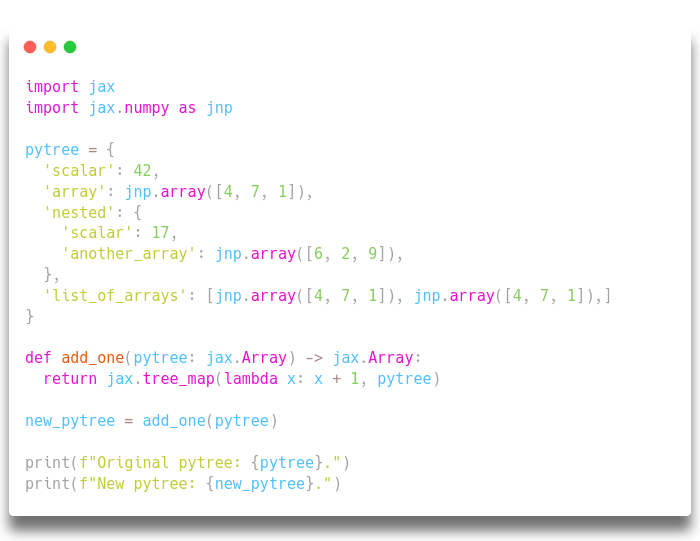 import jax
import jax.numpy as jnp

pytree = {
  'scalar': 42,
  'array': jnp.array([4, 7, 1]),
  'nested': {
    'scalar': 17,
    'another_array': jnp.array([6, 2, 9]),
  },
  'list_of_arrays': [jnp.array([4, 7, 1]), jnp.array([4, 7, 1]),]
}

def add_one(pytree: jax.Array) -> jax.Array:
  return jax.tree_map(lambda x: x + 1, pytree)

new_pytree = add_one(pytree)

print(f"Original pytree: {pytree}.")
print(f"New pytree: {new_pytree}.")